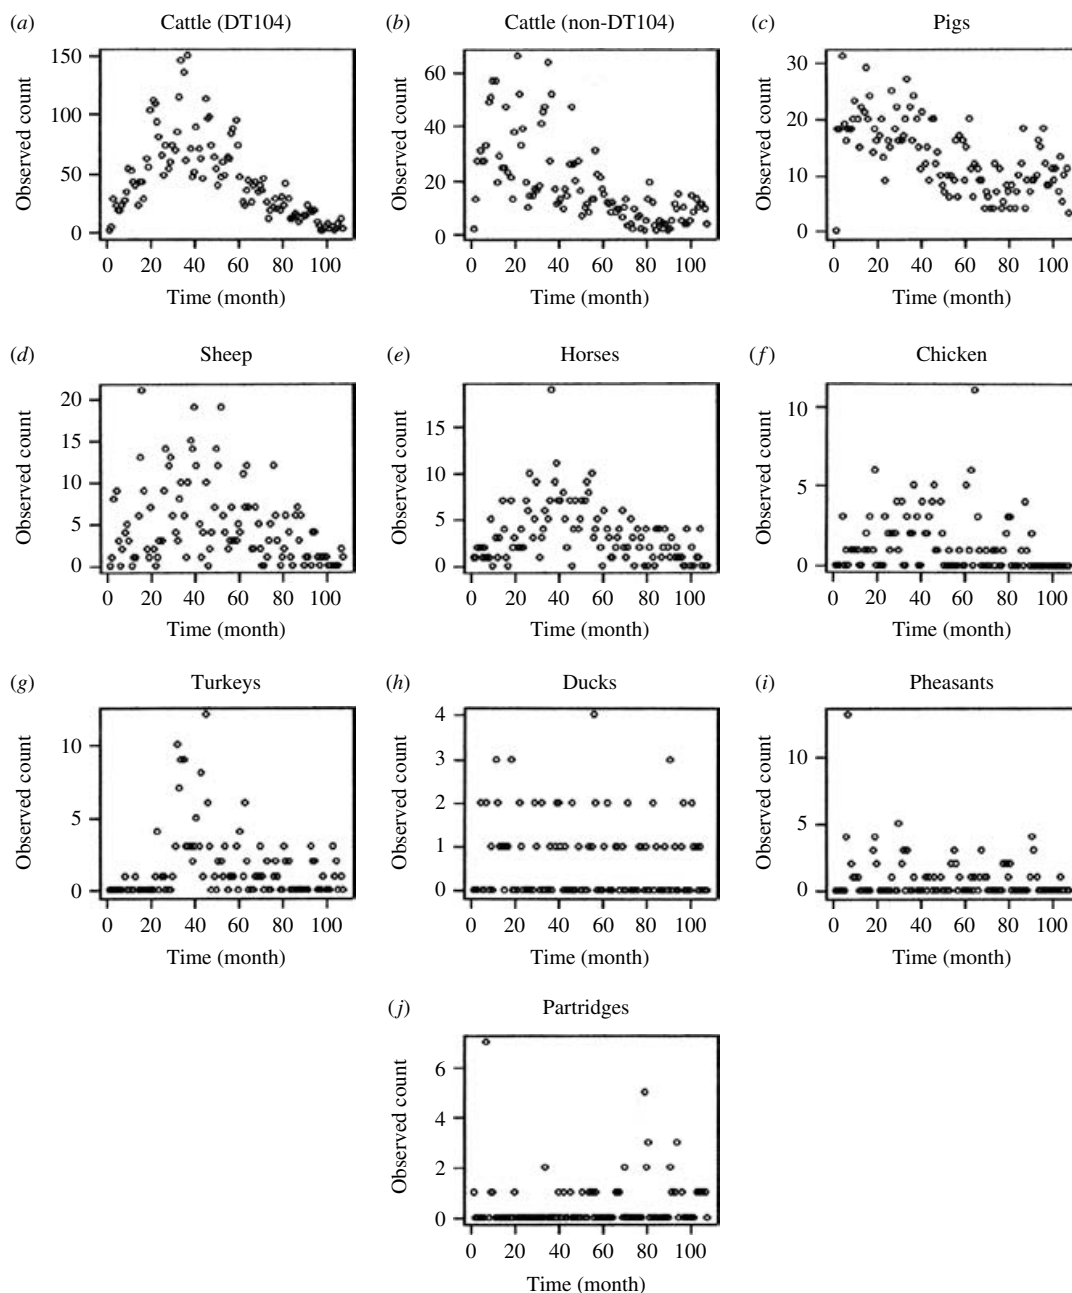 (a) Cattle (DT104)
Observed count
150
100
50
0
0 20 40 60 80 100
Time (month)
(b) Cattle (non-DT104)
Observed count
60
40
20
0
0 20 40 60 80 100
Time (month)
(c) Pigs
Observed count
30
20
10
0
0 20 40 60 80 100
Time (month)
(d) Sheep
Observed count
20
15
10
5
0
0 20 40 60 80 100
Time (month)
(e) Horses
Observed count
15
10
5
0
0 20 40 60 80 100
Time (month)
(f) Chicken
Observed count
10
5
0
0 20 40 60 80 100
Time (month)
(g) Turkeys
Observed count
10
5
0
0 20 40 60 80 100
Time (month)
(h) Ducks
Observed count
4
3
2
1
0
0 20 40 60 80 100
Time (month)
(i) Pheasants
Observed count
10
5
0
0 20 40 60 80 100
Time (month)
(j) Partridges
Observed count
6
4
2
0
0 20 40 60 80 100
Time (month)